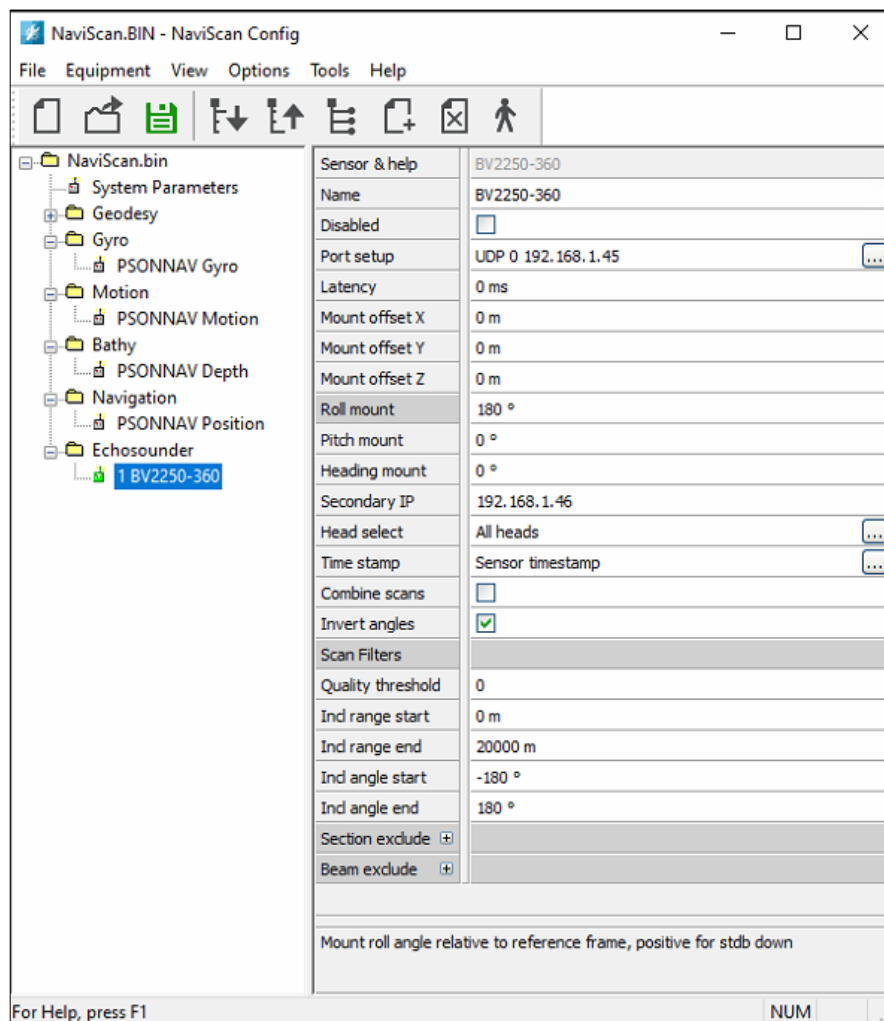 NaviScan.BIN - NaviScan Config
File Equipment View Options Tools Help
NaviScan.bin
System Parameters
Geodesy
Gyro
PSONNAV Gyro
Motion
PSONNAV Motion
Bathy
PSONNAV Depth
Navigation
PSONNAV Position
Echosounder
1 BV2250-360
Sensor & help BV2250-360
Name BV2250-360
Disabled
Port setup UDP 0 192.168.1.45 ...
Latency 0 ms
Mount offset X 0 m
Mount offset Y 0 m
Mount offset Z 0 m
Roll mount 180 °
Pitch mount 0 °
Heading mount 0 °
Secondary IP 192.168.1.46
Head select All heads ...
Time stamp Sensor timestamp ...
Combine scans
Invert angles
Scan Filters
Quality threshold 0
Incl range start 0 m
Incl range end 20000 m
Incl angle start -180 °
Incl angle end 180 °
Section exclude
Beam exclude
Mount roll angle relative to reference frame, positive for stdb down
For Help, press F1 NUM